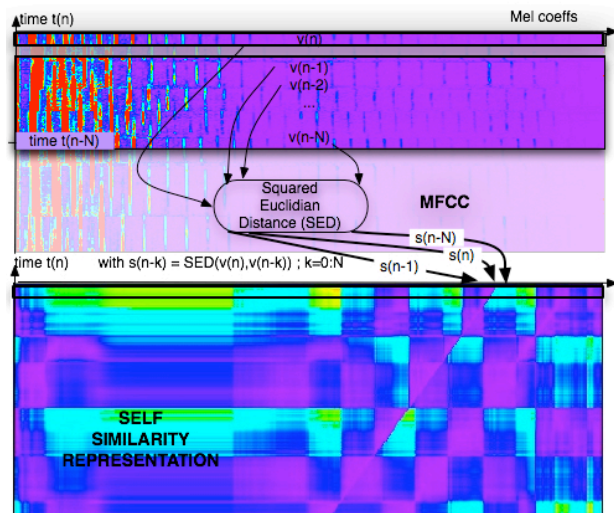 time t(n)
Mel coeffs
v(n)
v(n-1)
v(n-2)
...
time t(n-N)
v(n-N)
Squared
Euclidian
Distance (SED)
MFCC
s(n-N)
s(n)
s(n-1)
time t(n)
with s(n-k) = SED(v(n),v(n-k)) ; k=0:N
SELF
SIMILARITY
REPRESENTATION